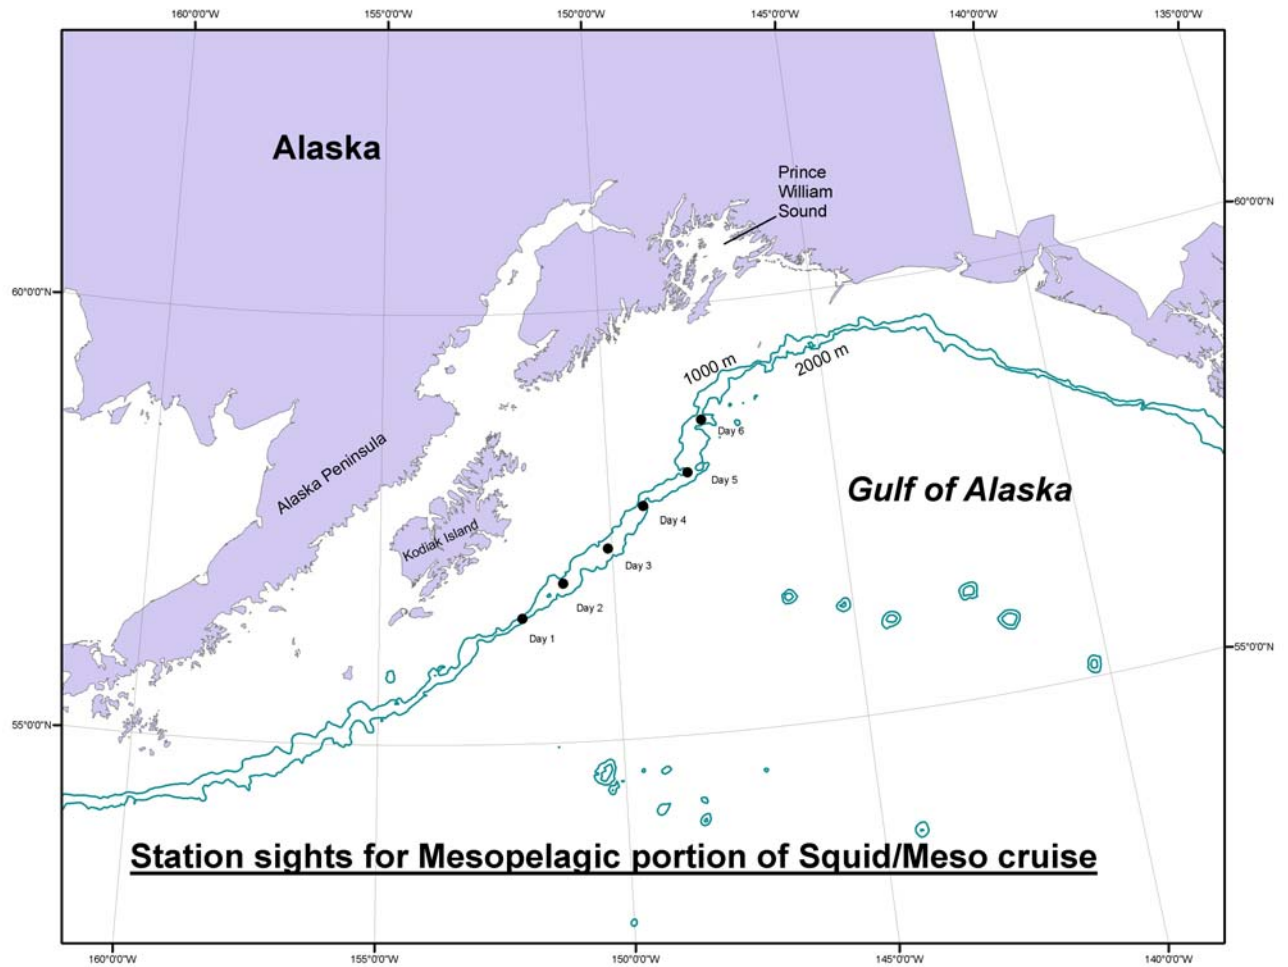 160°0'0"W 155°0'0"W 150°0'0"W 145°0'0"W 140°0'0"W 135°0'0"W
Alaska
Prince
William
Sound
60°0'0"N
60°0'0"N
1000 m
2000 m
Day 6
Alaska Peninsula
Day 5
Gulf of Alaska
Day 4
Kodiak Island
Day 3
Day 2
Day 1
55°0'0"N
55°0'0"N
Station sights for Mesopelagic portion of Squid/Meso cruise
160°0'0"W 155°0'0"W 150°0'0"W 145°0'0"W 140°0'0"W